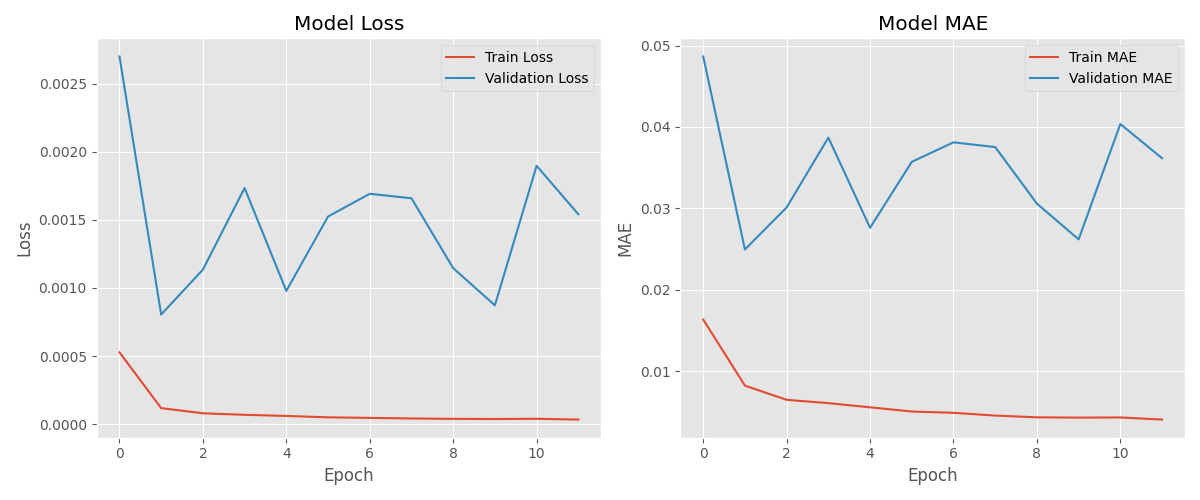 Model Loss
Train Loss
Validation Loss
0.0025
0.0020
0.0015
0.0010
0.0005
0.0000
Loss
0 2 4 6 8 10
Epoch
Model MAE
Train MAE
Validation MAE
0.05
0.04
0.03
0.02
0.01
MAE
0 2 4 6 8 10
Epoch